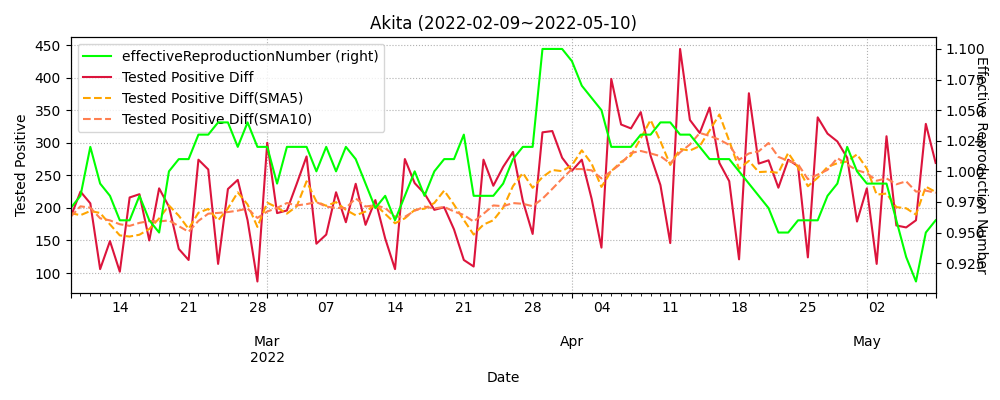 Akita (2022-02-09~2022-05-10)
effectiveReproductionNumber (right)
Tested Positive Diff
Tested Positive Diff(SMA5)
Tested Positive Diff(SMA10)
Tested Positive
450
400
350
300
250
200
150
100
1.100
1.075
1.050
1.025
1.000
0.975
0.950
0.925
Effective Reproduction Number
14 21 28 07 14 21 28 04 11 18 25 02
Mar Apr May
2022
Date